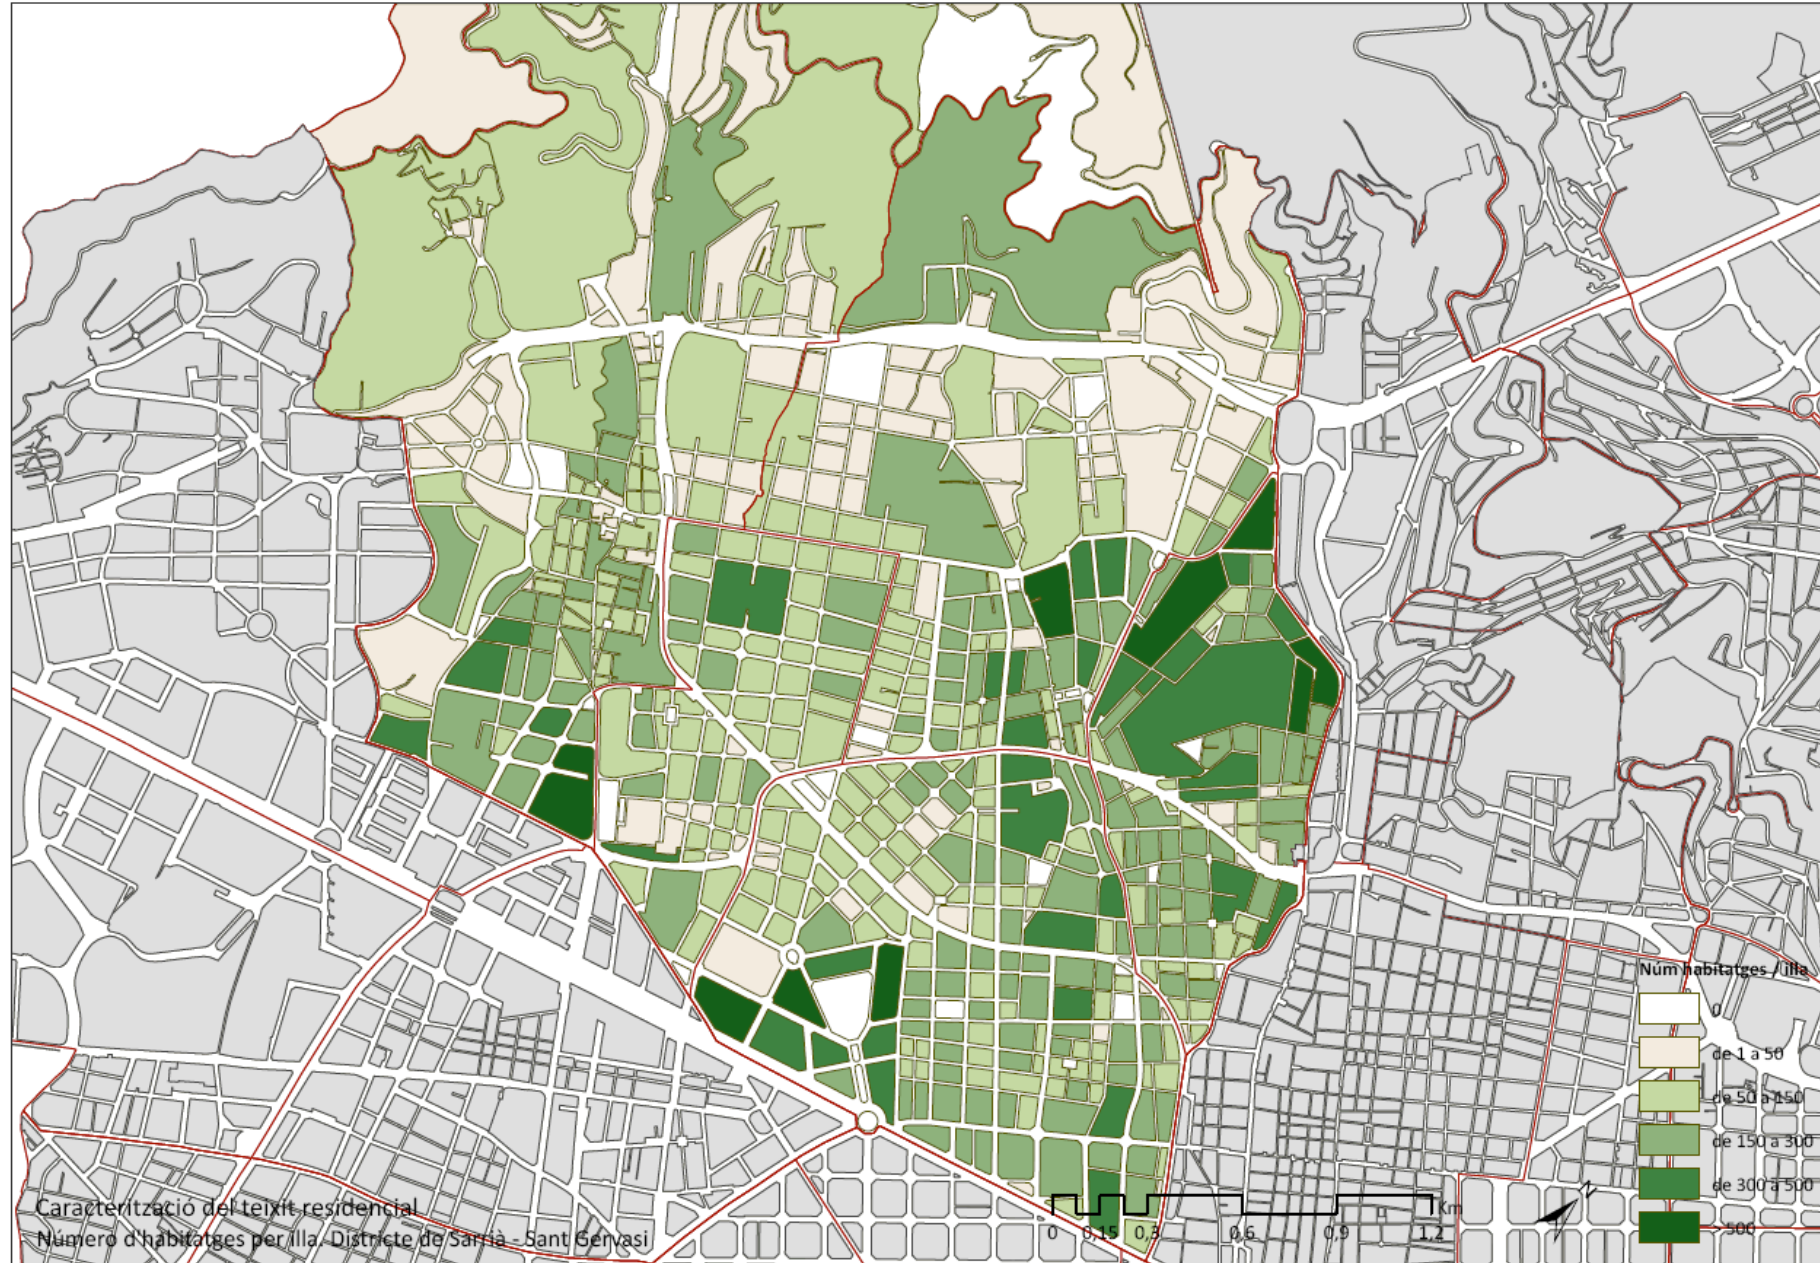 Núm habitatges / illa
0
de 1 a 50
de 50 a 150
de 150 a 300
de 300 a 500
>500
N
Km
0 0,15 0,3 0,6 0,9 1,2
Caracterització del teixit residencial
Número d'habitatges per illa. Districte de Sarrià - Sant Gervasi